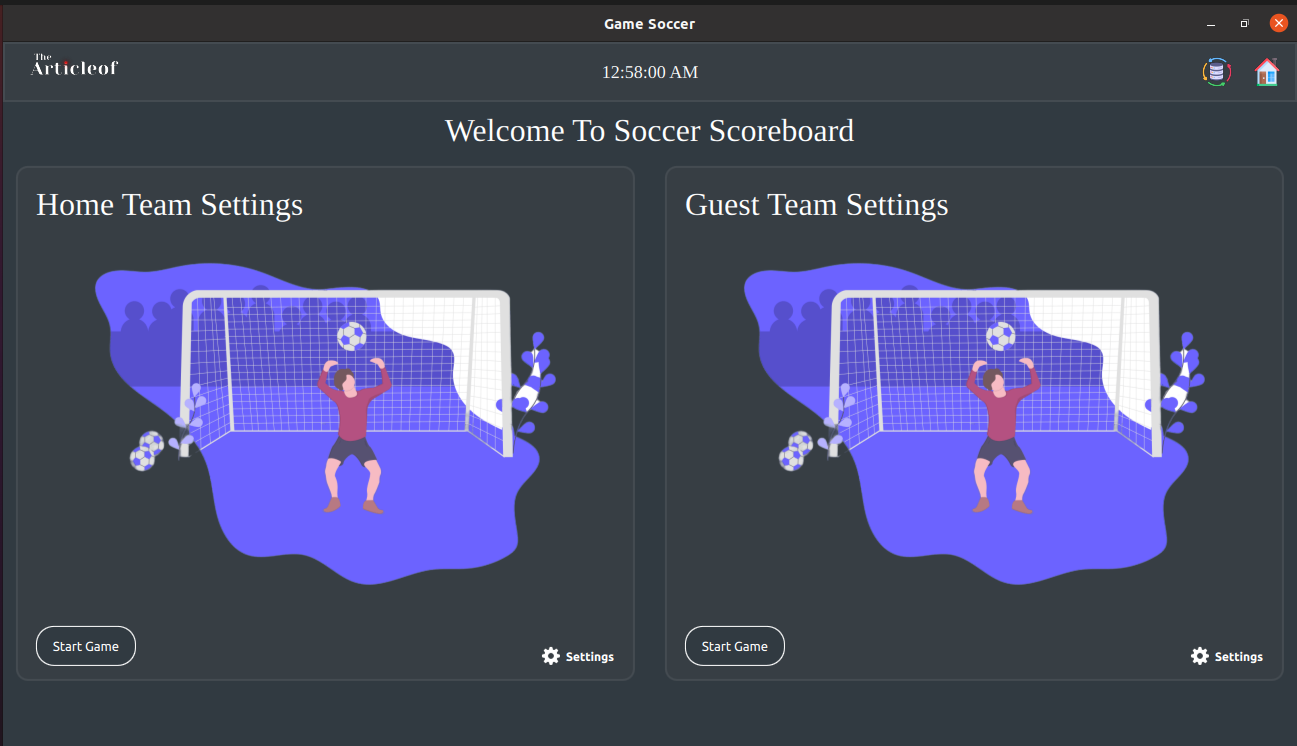 Game Soccer
The
Articleof
12:58:00 AM
Welcome To Soccer Scoreboard
Home Team Settings
Guest Team Settings
Start Game
Settings
Start Game
Settings